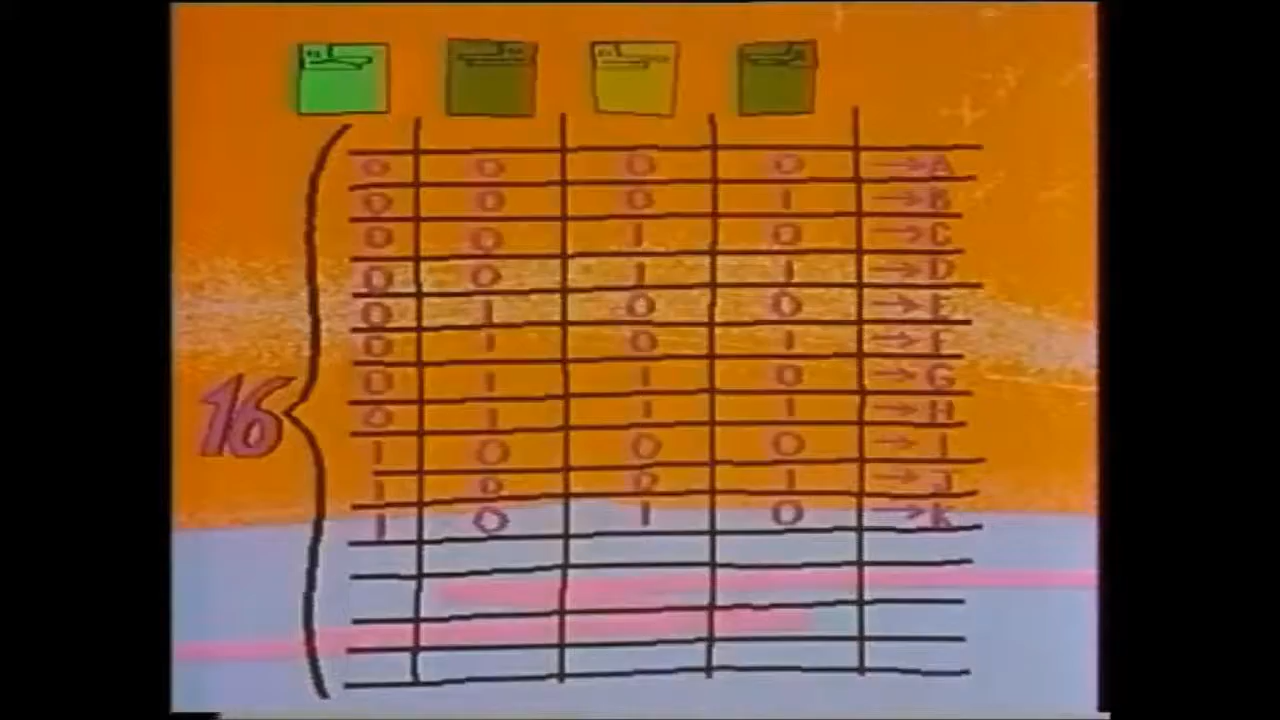 0 0 0 0 →A
0 0 0 1 →B
0 0 1 0 →C
0 0 1 1 →D
0 1 0 0 →E
0 1 0 1 →F
0 1 1 0 →G
16 0 1 1 1 →H
1 0 0 0 →I
1 0 0 1 →J
1 0 1 0 →K